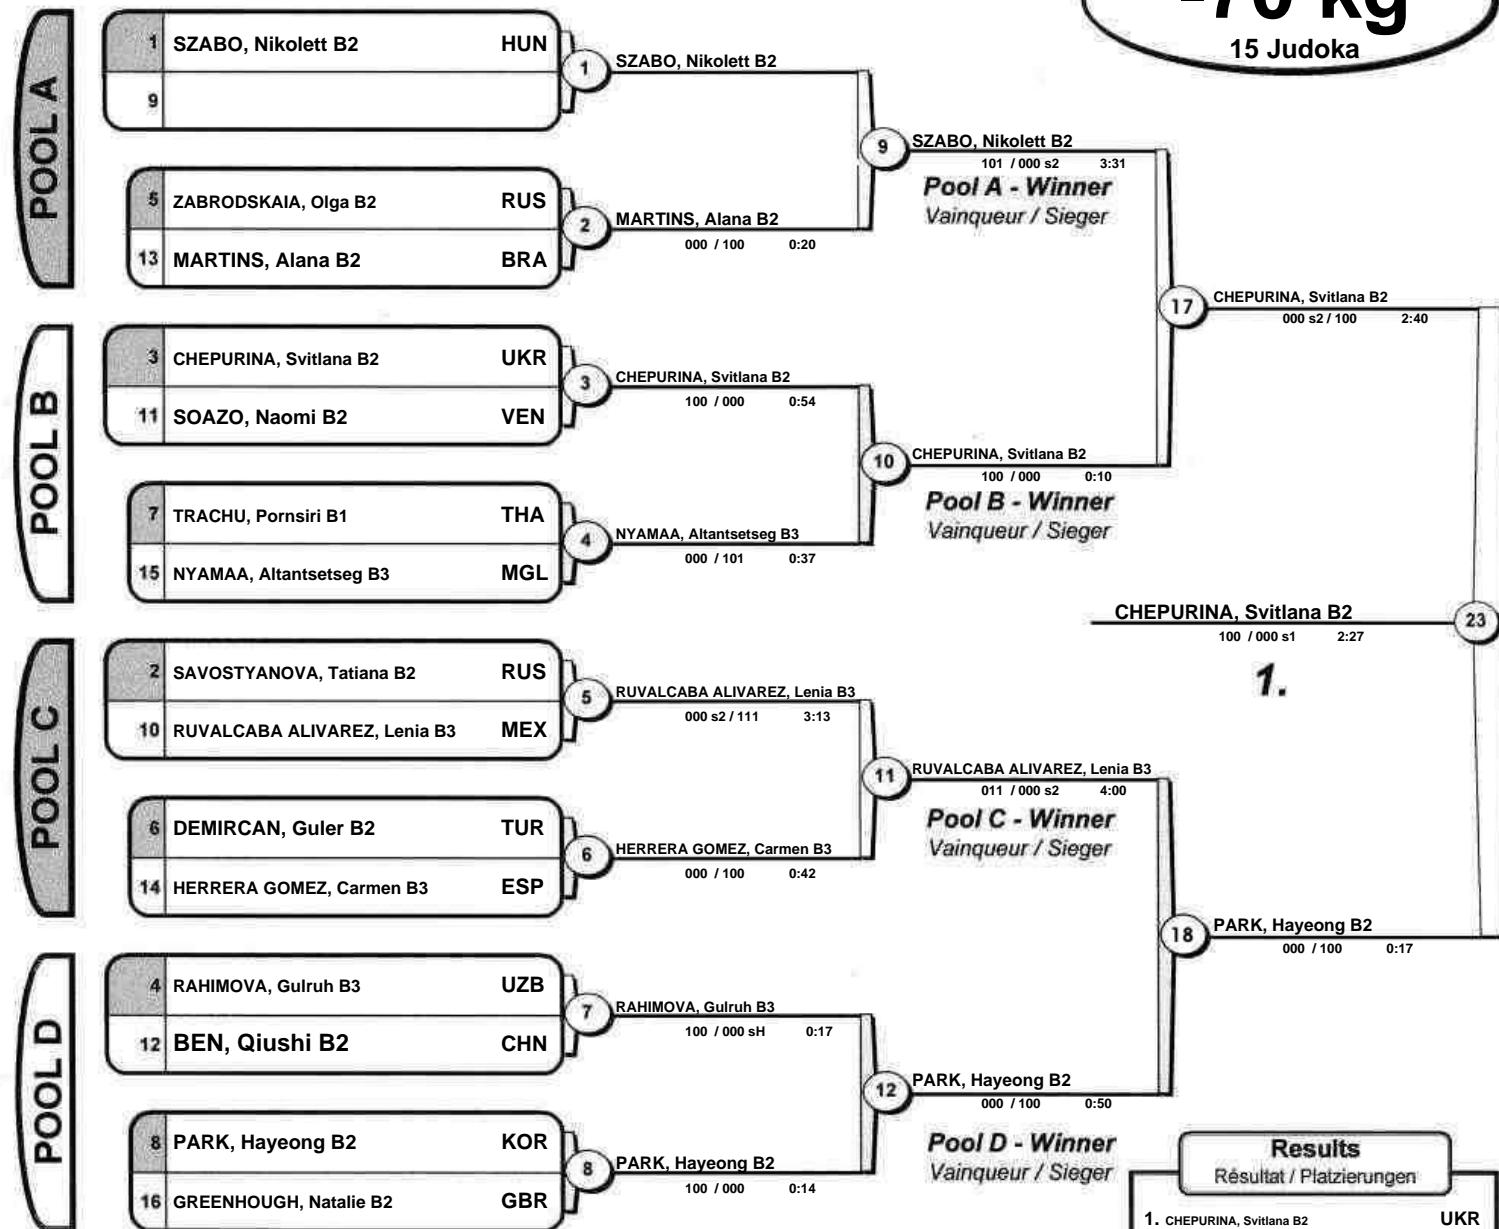 -70 kg
15 Judoka
POOL A
1 SZABO, Nikolett B2 HUN
9
1 SZABO, Nikolett B2
5 ZABRODSKAIA, Olga B2 RUS
13 MARTINS, Alana B2 BRA
2 MARTINS, Alana B2
000 / 100 0:20
9 SZABO, Nikolett B2
101 / 000 s2 3:31
Pool A - Winner
Vainqueur / Sieger
POOL B
3 CHEPURINA, Svitlana B2 UKR
11 SOAZO, Naomi B2 VEN
3 CHEPURINA, Svitlana B2
100 / 000 0:54
7 TRACHU, Pornsiri B1 THA
15 NYAMAA, Altantsetseg B3 MGL
4 NYAMAA, Altantsetseg B3
000 / 101 0:37
10 CHEPURINA, Svitlana B2
100 / 000 0:10
Pool B - Winner
Vainqueur / Sieger
17 CHEPURINA, Svitlana B2
000 s2 / 100 2:40
CHEPURINA, Svitlana B2 23
100 / 000 s1 2:27
1.
POOL C
2 SAVOSTYANOVA, Tatiana B2 RUS
10 RUVALCABA ALIVAREZ, Lenia B3 MEX
5 RUVALCABA ALIVAREZ, Lenia B3
000 s2 / 111 3:13
6 DEMIRCAN, Guler B2 TUR
14 HERRERA GOMEZ, Carmen B3 ESP
6 HERRERA GOMEZ, Carmen B3
000 / 100 0:42
11 RUVALCABA ALIVAREZ, Lenia B3
011 / 000 s2 4:00
Pool C - Winner
Vainqueur / Sieger
POOL D
4 RAHIMOVA, Gulruh B3 UZB
12 BEN, Qiushi B2 CHN
7 RAHIMOVA, Gulruh B3
100 / 000 sH 0:17
8 PARK, Hayeong B2 KOR
16 GREENHOUGH, Natalie B2 GBR
8 PARK, Hayeong B2
100 / 000 0:14
12 PARK, Hayeong B2
000 / 100 0:50
Pool D - Winner
Vainqueur / Sieger
18 PARK, Hayeong B2
000 / 100 0:17
Results
Résultat / Platzierungen
1. CHEPURINA, Svitlana B2 UKR